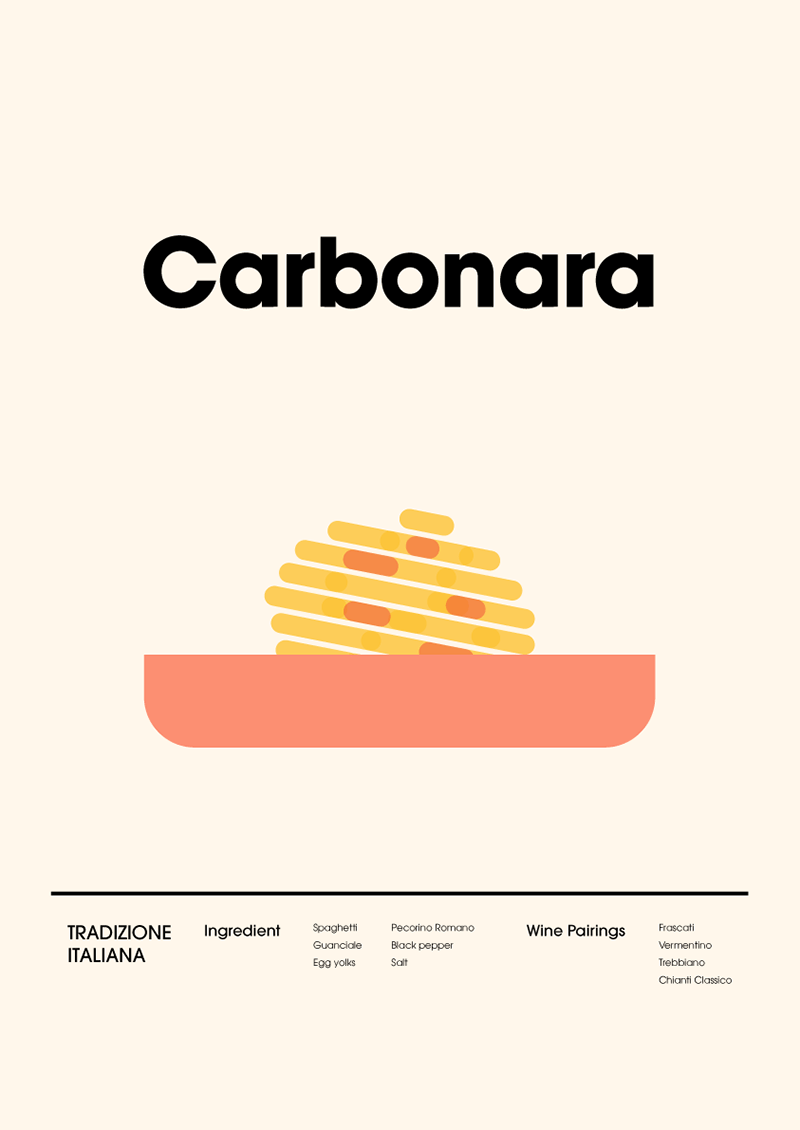 Carbonara
TRADIZIONE
ITALIANA
Ingredient
Spaghetti
Guanciale
Egg yolks
Pecorino Romano
Black pepper
Salt
Wine Pairings
Frascati
Vermentino
Trebbiano
Chianti Classico